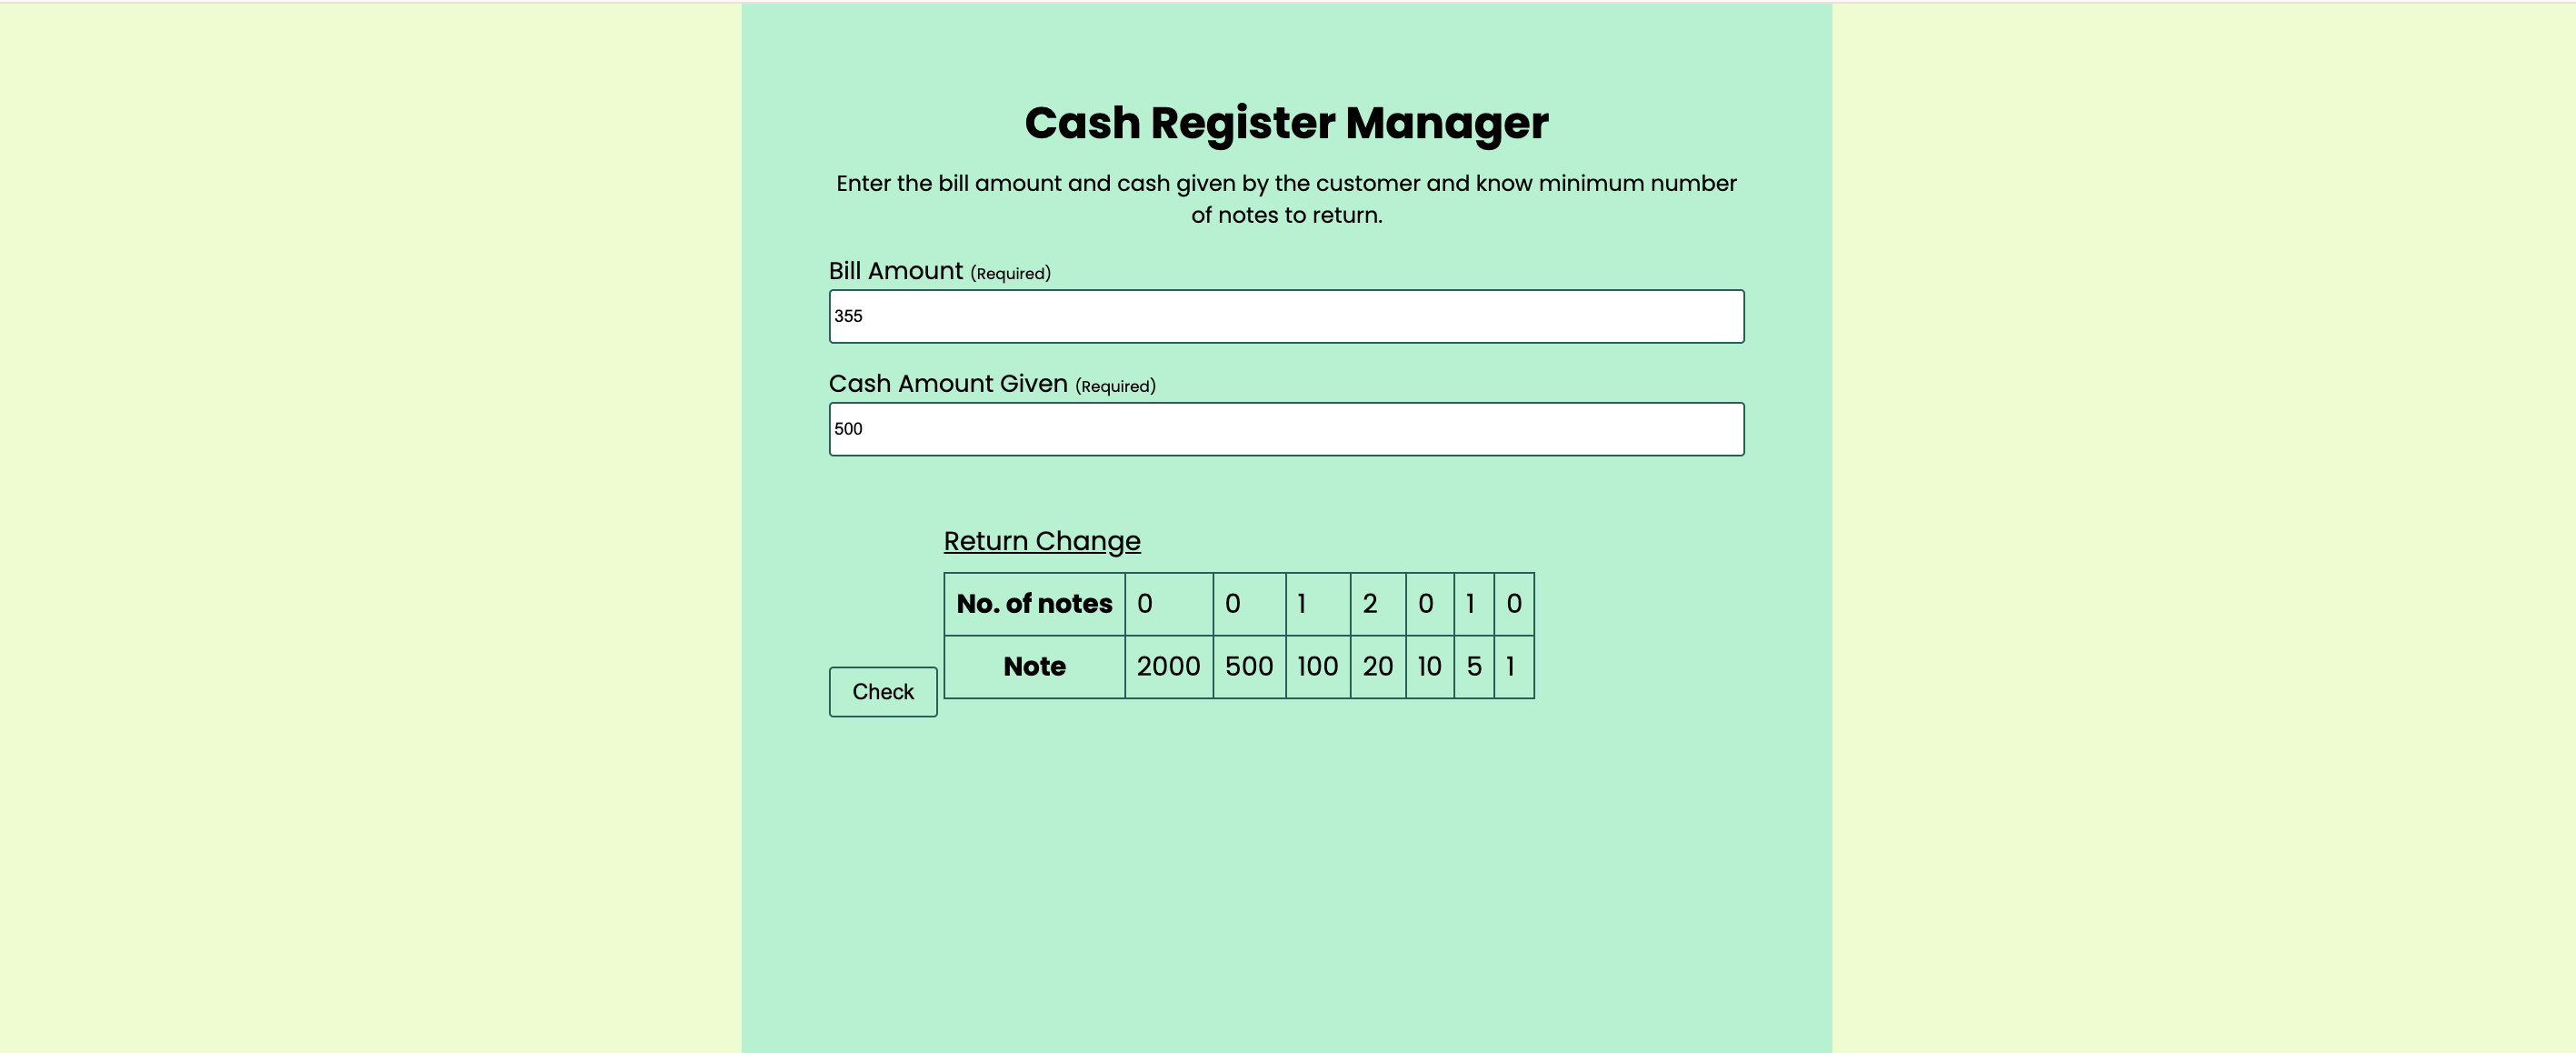 Cash Register Manager
Enter the bill amount and cash given by the customer and know minimum number
of notes to return.
Bill Amount (Required)
355
Cash Amount Given (Required)
500
Return Change
No. of notes 0 0 1 2 0 1 0
Note 2000 500 100 20 10 5 1
Check